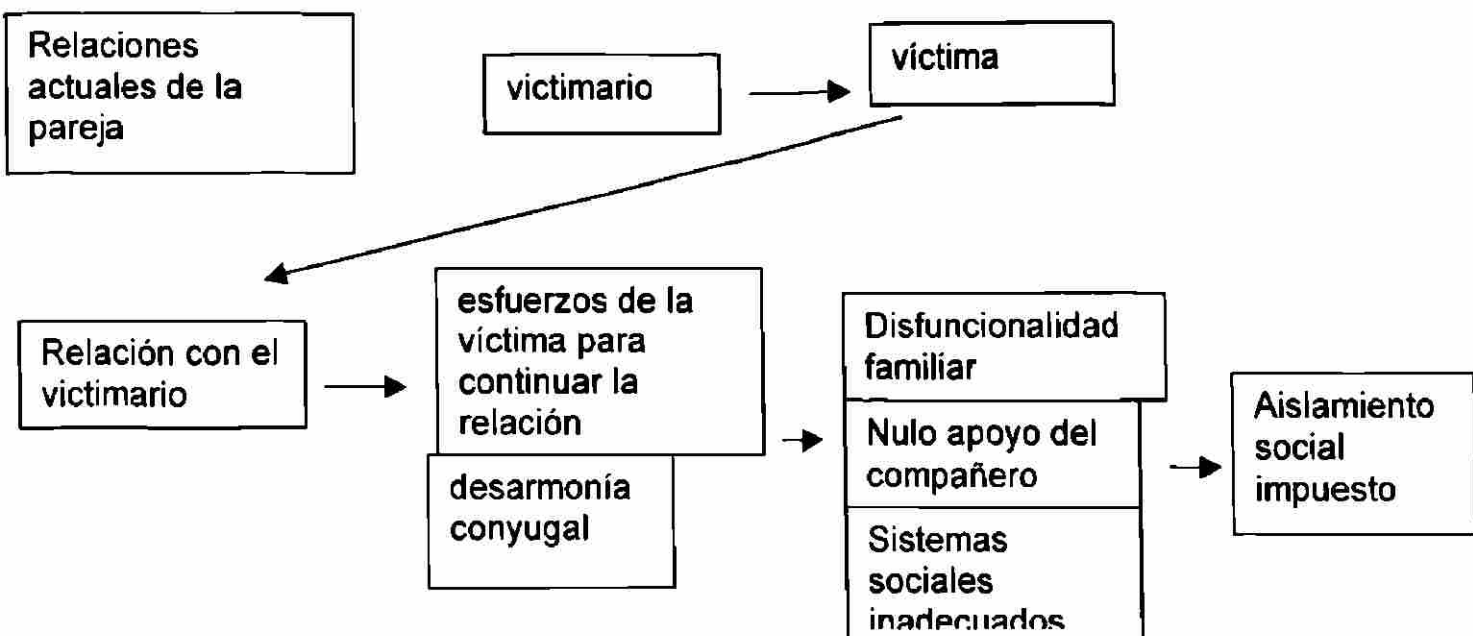 Relaciones
actuales de la
pareja
victimario
víctima
Relación con el
victimario
esfuerzos de la
víctima para
continuar la
relación
desarmonía
conyugal
Disfuncionalidad
familiar
Nulo apoyo del
compañero
Sistemas
sociales
inadecuados
Aislamiento
social
impuesto